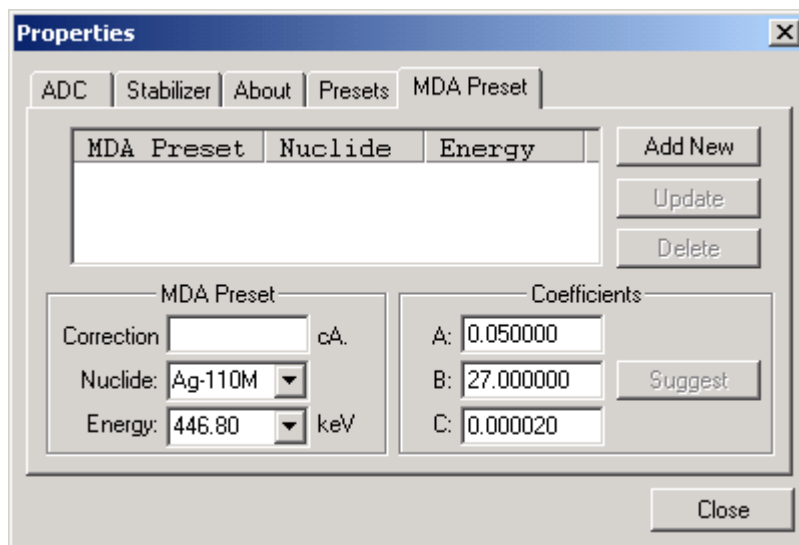 Properties
ADC Stabilizer About Presets MDA Preset
MDA Preset Nuclide Energy
Add New
Update
Delete
MDA Preset
Correction cA.
Nuclide: Ag-110M
Energy: 446.80 keV
Coefficients
A: 0.050000
B: 27.000000
C: 0.000020
Suggest
Close